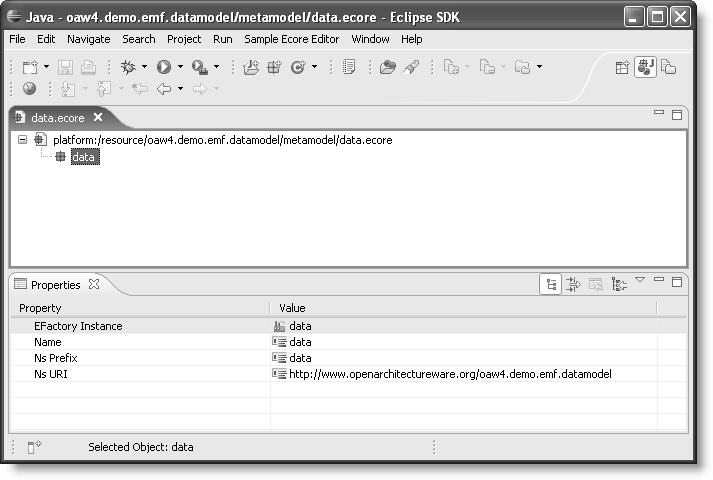 Java - oaw4.demo.emf.datamodel/metamodel/data.ecore - Eclipse SDK
File Edit Navigate Search Project Run Sample Ecore Editor Window Help
data.ecore
platform:/resource/oaw4.demo.emf.datamodel/metamodel/data.ecore
data
Properties
Property Value
EFactory Instance data
Name data
Ns Prefix data
Ns URI http://www.openarchitectureware.org/oaw4.demo.emf.datamodel
Selected Object: data